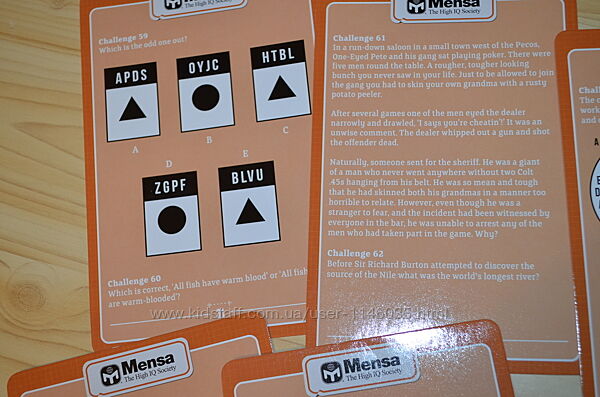 Mensa
The High IQ Society
Challenge 59
Which is the odd one out?
APDS
OYJC
HTBL
A
B
C
D
E
ZGPF
BLVU
Challenge 60
Which is correct, 'All fish have warm blood' or 'All fish
are warm-blooded'?
Mensa
The High IQ Society
Challenge 61
In a run-down saloon in a small town west of the Pecos,
One-Eyed Pete and his gang sat playing poker. There were
five men round the table. A rougher, tougher looking
bunch you never saw in your life. Just to be allowed to join
the gang you had to skin your own grandma with a rusty
potato peeler.
After several games one of the men eyed the dealer
narrowly and drawled, 'I says you're cheatin'!' It was an
unwise comment. The dealer whipped out a gun and shot
the offender dead.
Naturally, someone sent for the sheriff. He was a giant
of a man who never went anywhere without two Colt
.45s hanging from his belt. He was so mean and tough
that he had skinned both his grandmas in a manner too
horrible to relate. However, even though he was a
stranger to fear, and the incident had been witnessed by
everyone in the bar, he was unable to arrest any of the
men who had taken part in the game. Why?
Challenge 62
Before Sir Richard Burton attempted to discover the
source of the Nile what was the world's longest river?
Challenge
The
work
and
A
www.kidstaff.com.ua/user-1146035.html
Mensa
The High IQ Society
Mensa
The High IQ Society